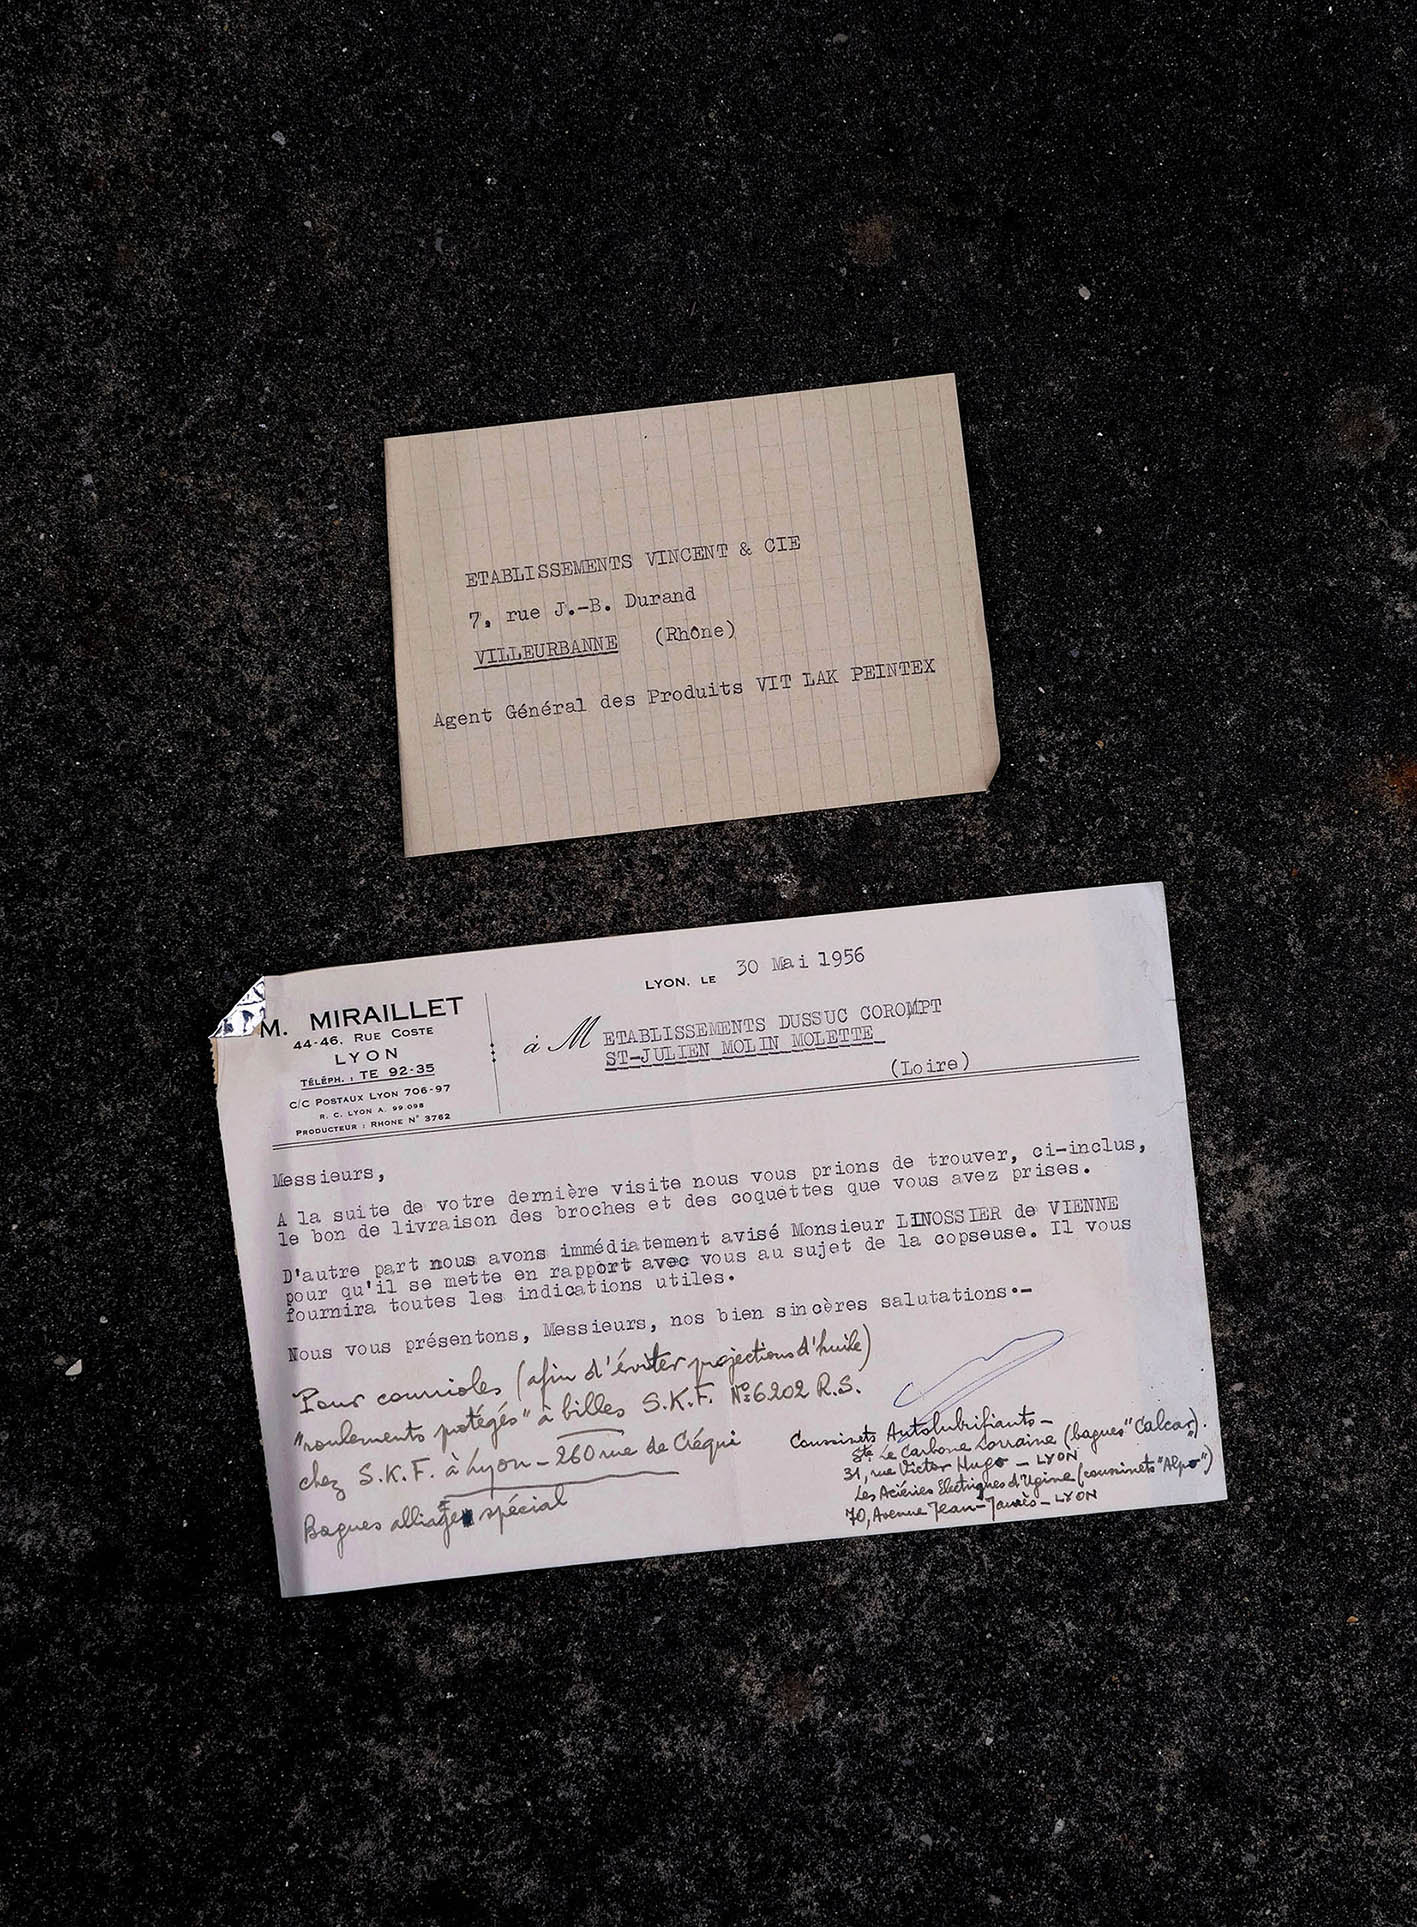 ETABLISSEMENTS VINCENT & CIE
7, rue J.-B. Durand
VILLEURBANNE (Rhône)
Agent Général des Produits VIT LAK PEINTEX
LYON, LE 30 Mai 1956
M. MIRAILLET
44-46, RUE COSTE
LYON
TÉLÉPH. : TE 92-35
C/C POSTAUX LYON 706-97
R. C. LYON A. 99.098
PRODUCTEUR : RHONE N° 3762
à M ETABLISSEMENTS DUSSUC COROMPT
ST-JULIEN MOLIN MOLETTE
(Loire)
Messieurs,
A la suite de votre dernière visite nous vous prions de trouver, ci-inclus,
le bon de livraison des broches et des coquettes que vous avez prises.
D'autre part nous avons immédiatement avisé Monsieur LINOSSIER de VIENNE
pour qu'il se mette en rapport avec vous au sujet de la copseuse. Il vous
fournira toutes les indications utiles.
Nous vous présentons, Messieurs, nos bien sincères salutations.-
Pour courrioles (afin d'éviter projections d'huile)
"roulements protégés" à billes S.K.F. N°: 6202 R.S.
chez S.K.F. à Lyon - 260 rue de Créqui
Bagues alliage spécial
Coussinets Autolubrifiants -
Sté Le Carbone Lorraine (bagues "Calcar").
31, rue Victor Hugo - LYON
Les Aciéries Electriques d'Ugine (coussinets "Alpo")
70, Avenue Jean-Jaurès - LYON